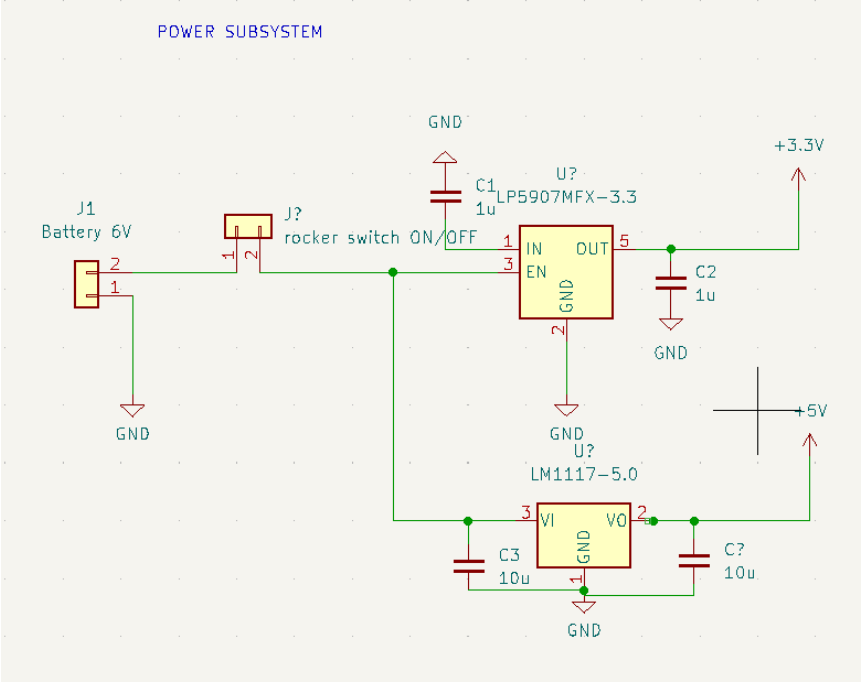 POWER SUBSYSTEM
GND
+3.3V
U?
LP5907MFX-3.3
C1
1u
J1
Battery 6V
J?
rocker switch ON/OFF
1
2
2
1
1
IN
OUT
5
3
EN
GND
2
C2
1u
GND
GND
GND
+5V
U?
LM1117-5.0
3
VI
VO
2
GND
1
C3
10u
C?
10u
GND